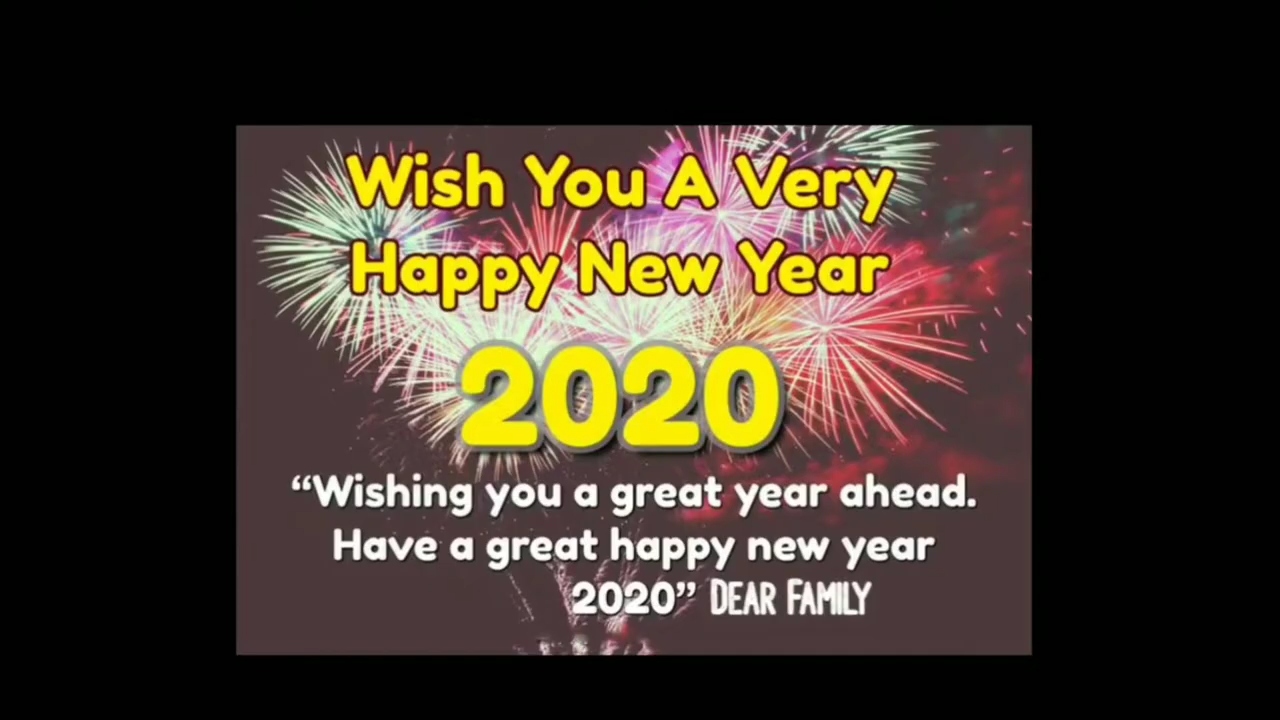 Wish You A Very
Happy New Year
2020
“Wishing you a great year ahead.
Have a great happy new year
2020” DEAR FAMILY